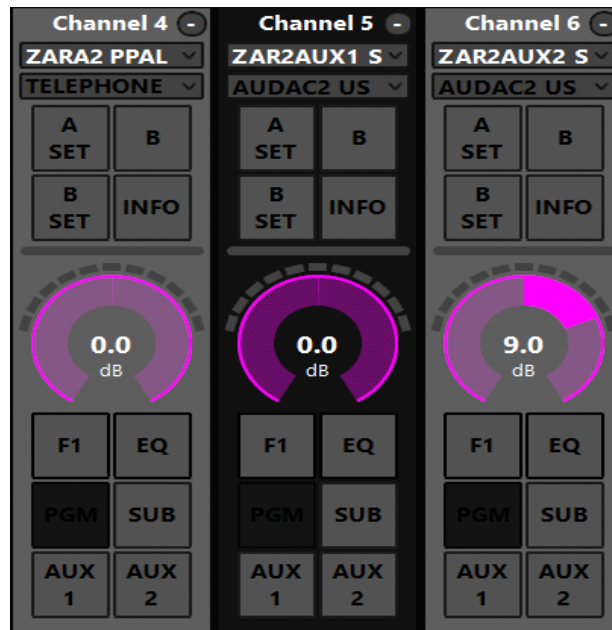 Channel 4 -
ZARA2 PPAL
TELEPHONE
A SET
B
B SET
INFO
0.0
dB
F1
EQ
PGM
SUB
AUX 1
AUX 2
Channel 5 -
ZAR2AUX1 S
AUDAC2 US
A SET
B
B SET
INFO
0.0
dB
F1
EQ
PGM
SUB
AUX 1
AUX 2
Channel 6 -
ZAR2AUX2 S
AUDAC2 US
A SET
B
B SET
INFO
9.0
dB
F1
EQ
PGM
SUB
AUX 1
AUX 2